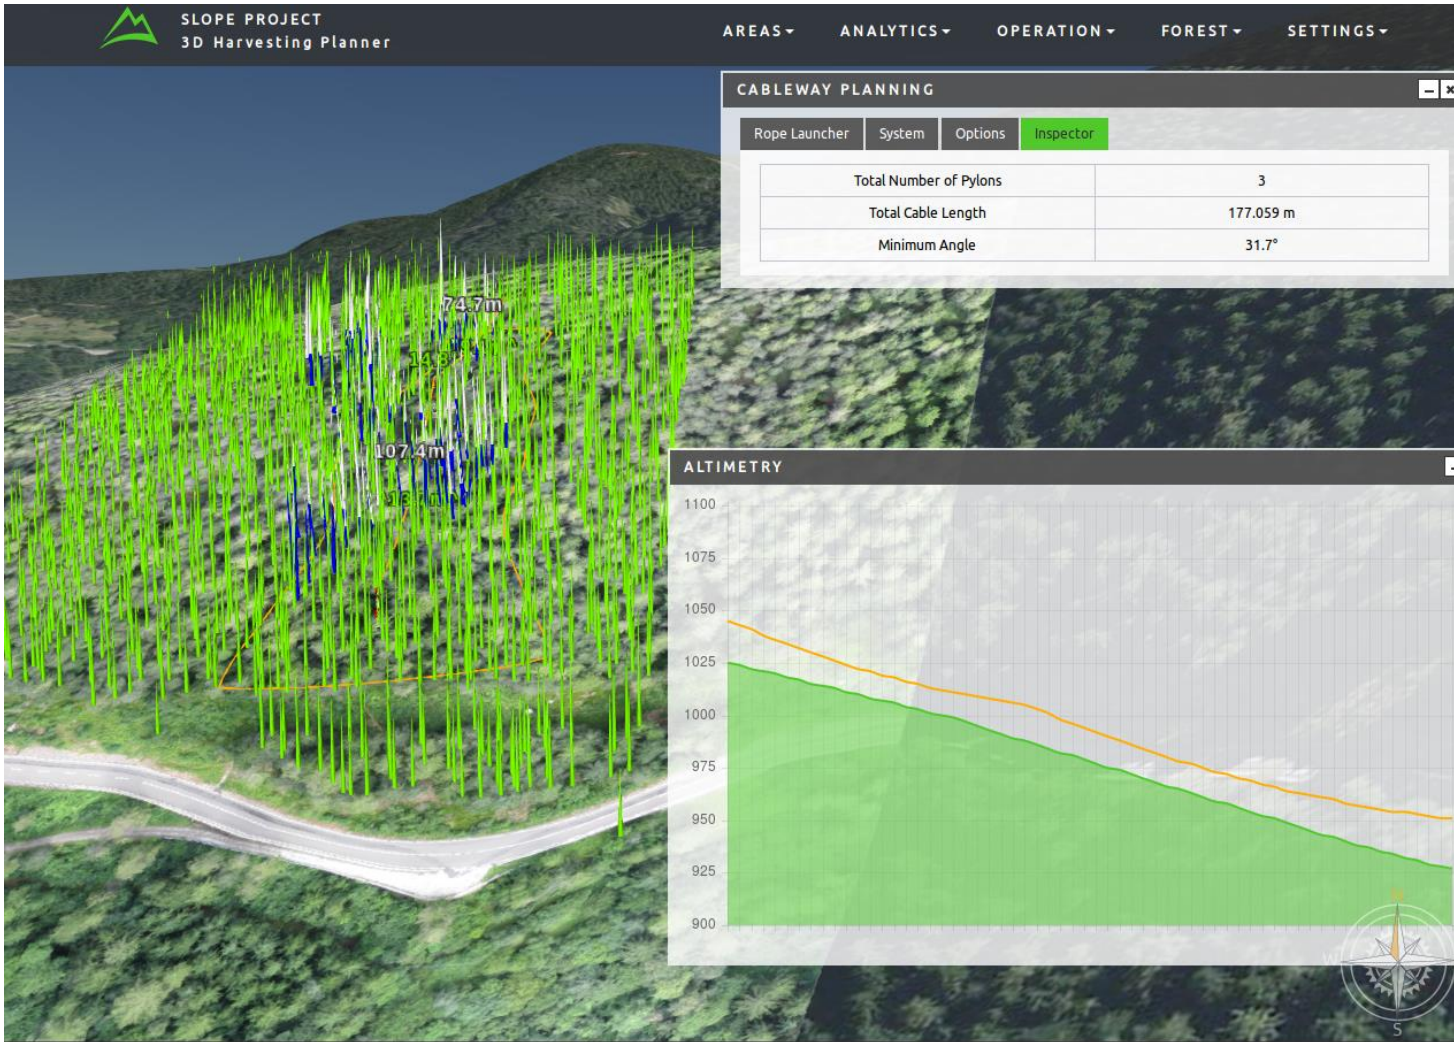 SLOPE PROJECT
3D Harvesting Planner
AREAS
ANALYTICS
OPERATION
FOREST
SETTINGS
CABLEWAY PLANNING
Rope Launcher
System
Options
Inspector
Total Number of Pylons 3
Total Cable Length 177.059 m
Minimum Angle 31.7°
74.7m
107.4m
ALTIMETRY
1100
1075
1050
1025
1000
975
950
925
900
S